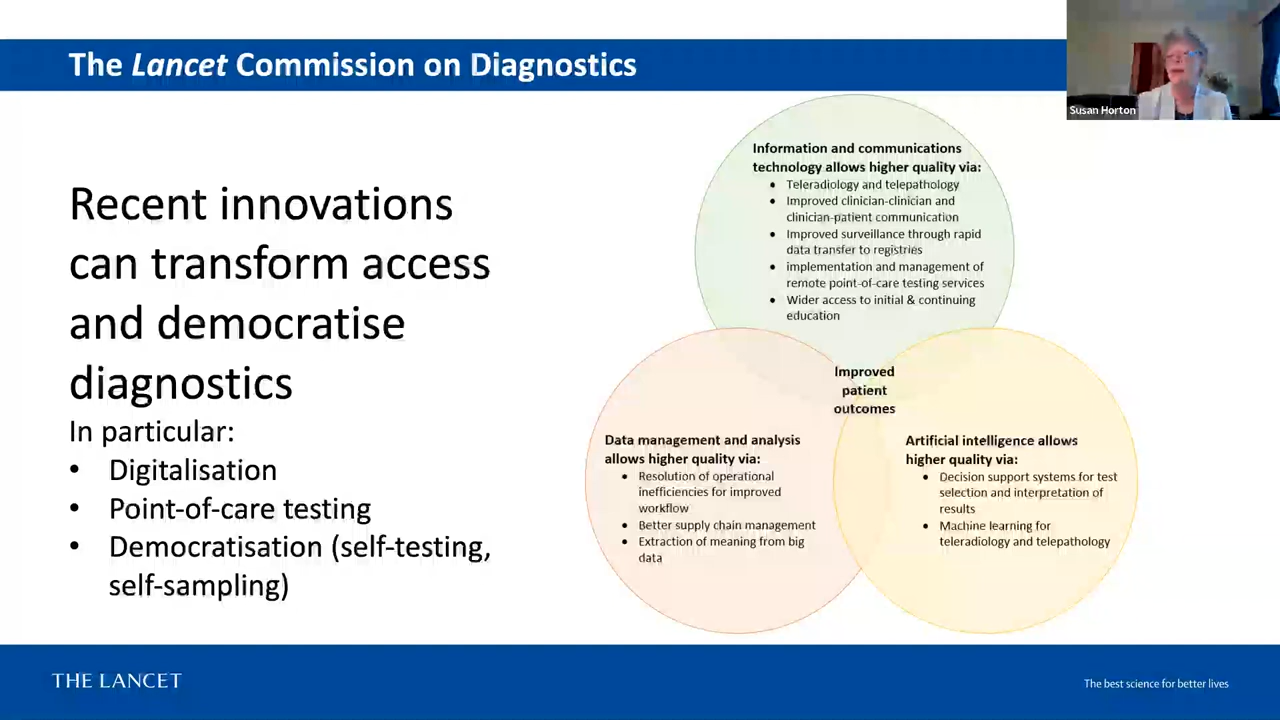 The Lancet Commission on Diagnostics
Susan Horton
Recent innovations
can transform access
and democratise
diagnostics
In particular:
• Digitalisation
• Point-of-care testing
• Democratisation (self-testing,
self-sampling)
Information and communications
technology allows higher quality via:
• Teleradiology and telepathology
• Improved clinician-clinician and
clinician-patient communication
• Improved surveillance through rapid
data transfer to registries
• implementation and management of
remote point-of-care testing services
• Wider access to initial & continuing
education
Improved
patient
outcomes
Data management and analysis
allows higher quality via:
• Resolution of operational
inefficiencies for improved
workflow
• Better supply chain management
• Extraction of meaning from big
data
Artificial intelligence allows
higher quality via:
• Decision support systems for test
selection and interpretation of
results
• Machine learning for
teleradiology and telepathology
THE LANCET
The best science for better lives